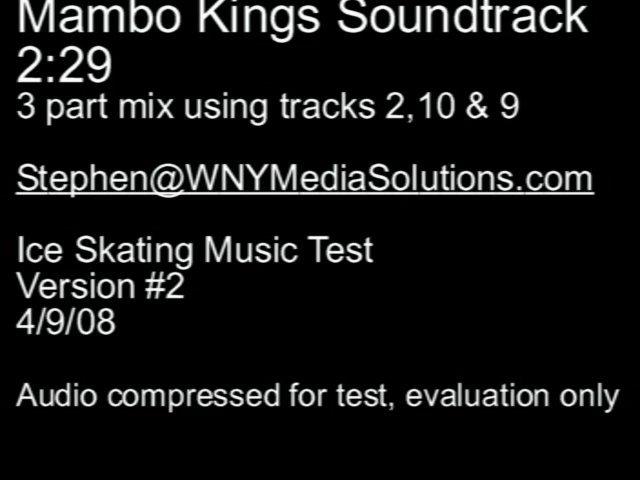 Mambo Kings Soundtrack
2:29
3 part mix using tracks 2,10 & 9
Stephen@WNYMediaSolutions.com
Ice Skating Music Test
Version #2
4/9/08
Audio compressed for test, evaluation only